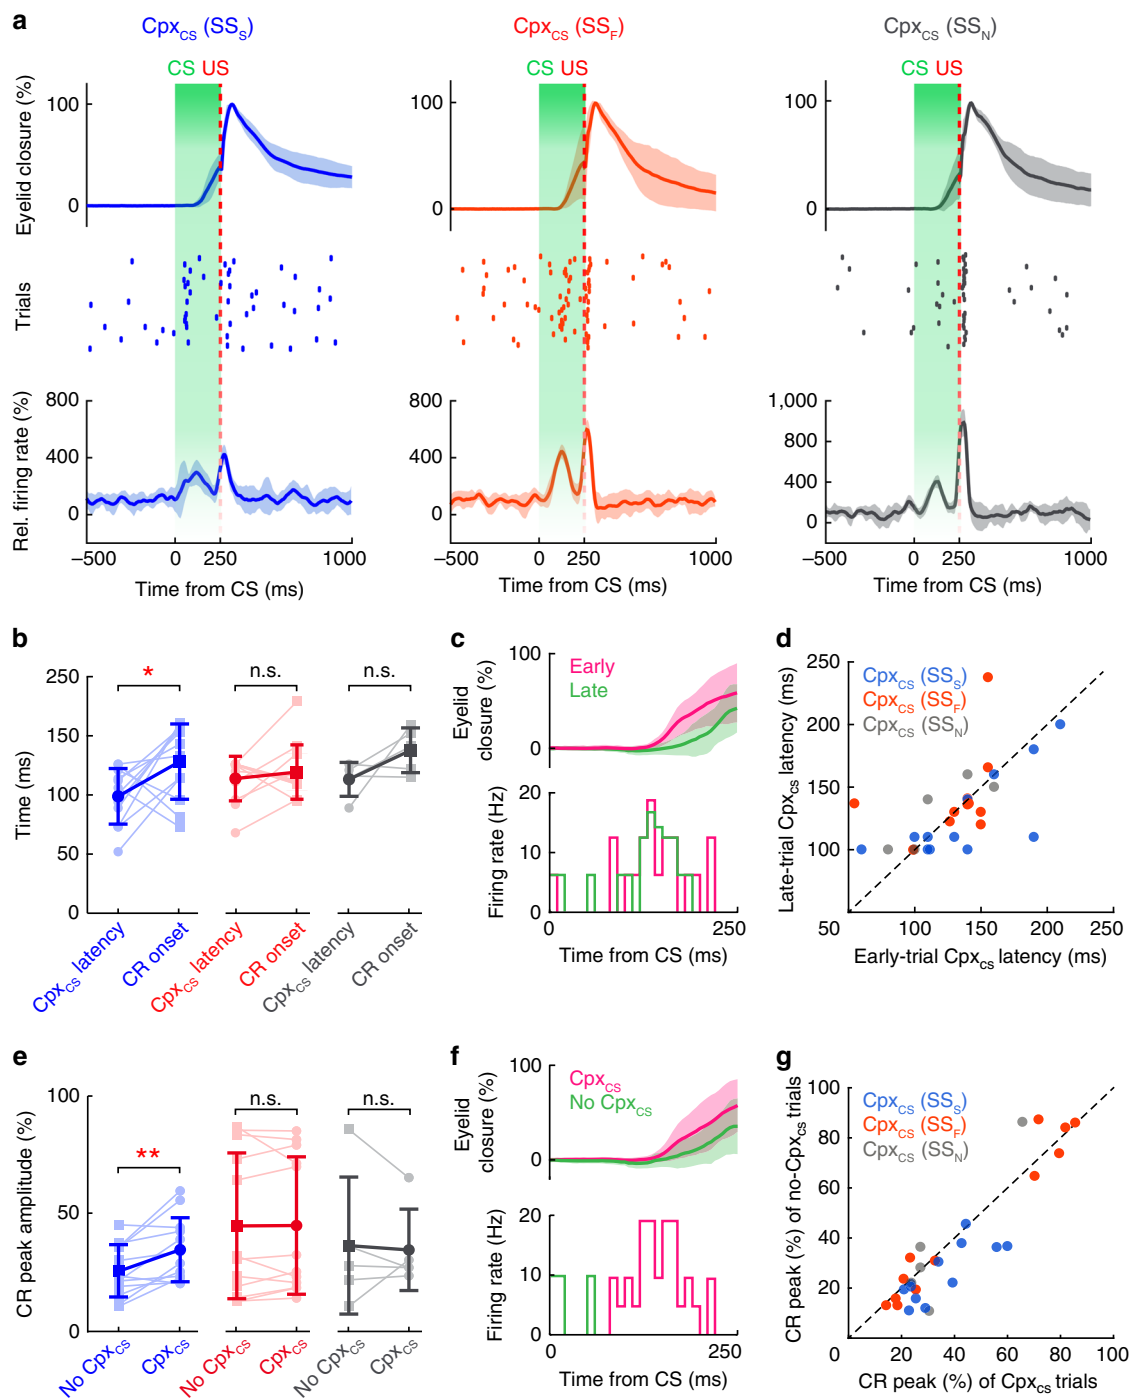 a
Cpx_CS (SS_S) Cpx_CS (SS_F) Cpx_CS (SS_N)
CS US CS US CS US
Eyelid closure (%)
100
0
100
0
100
0
Trials
Rel. firing rate (%)
800
400
0
800
400
0
1,000
800
400
0
−500 0 250 1000
−500 0 250 1000
−500 0 250 1000
Time from CS (ms) Time from CS (ms) Time from CS (ms)
b
Time (ms)
250
150
100
50
0
* n.s. n.s.
Cpx_CS latency
CR onset
Cpx_CS latency
CR onset
Cpx_CS latency
CR onset
c
Eyelid closure (%)
100
0
Early
Late
Firing rate (Hz)
20
10
0
0 250
Time from CS (ms)
d
Late-trial Cpx_CS latency (ms)
250
200
150
100
50
Cpx_CS (SS_S)
Cpx_CS (SS_F)
Cpx_CS (SS_N)
100 150 200 250
Early-trial Cpx_CS latency (ms)
e
CR peak amplitude (%)
100
50
0
** n.s. n.s.
No Cpx_CS
Cpx_CS
No Cpx_CS
Cpx_CS
No Cpx_CS
Cpx_CS
f
Eyelid closure (%)
100
0
Cpx_CS
No Cpx_CS
Firing rate (Hz)
20
10
0
0 250
Time from CS (ms)
g
CR peak (%) of no-Cpx_CS trials
100
80
60
40
20
Cpx_CS (SS_S)
Cpx_CS (SS_F)
Cpx_CS (SS_N)
0 20 40 60 80 100
CR peak (%) of Cpx_CS trials